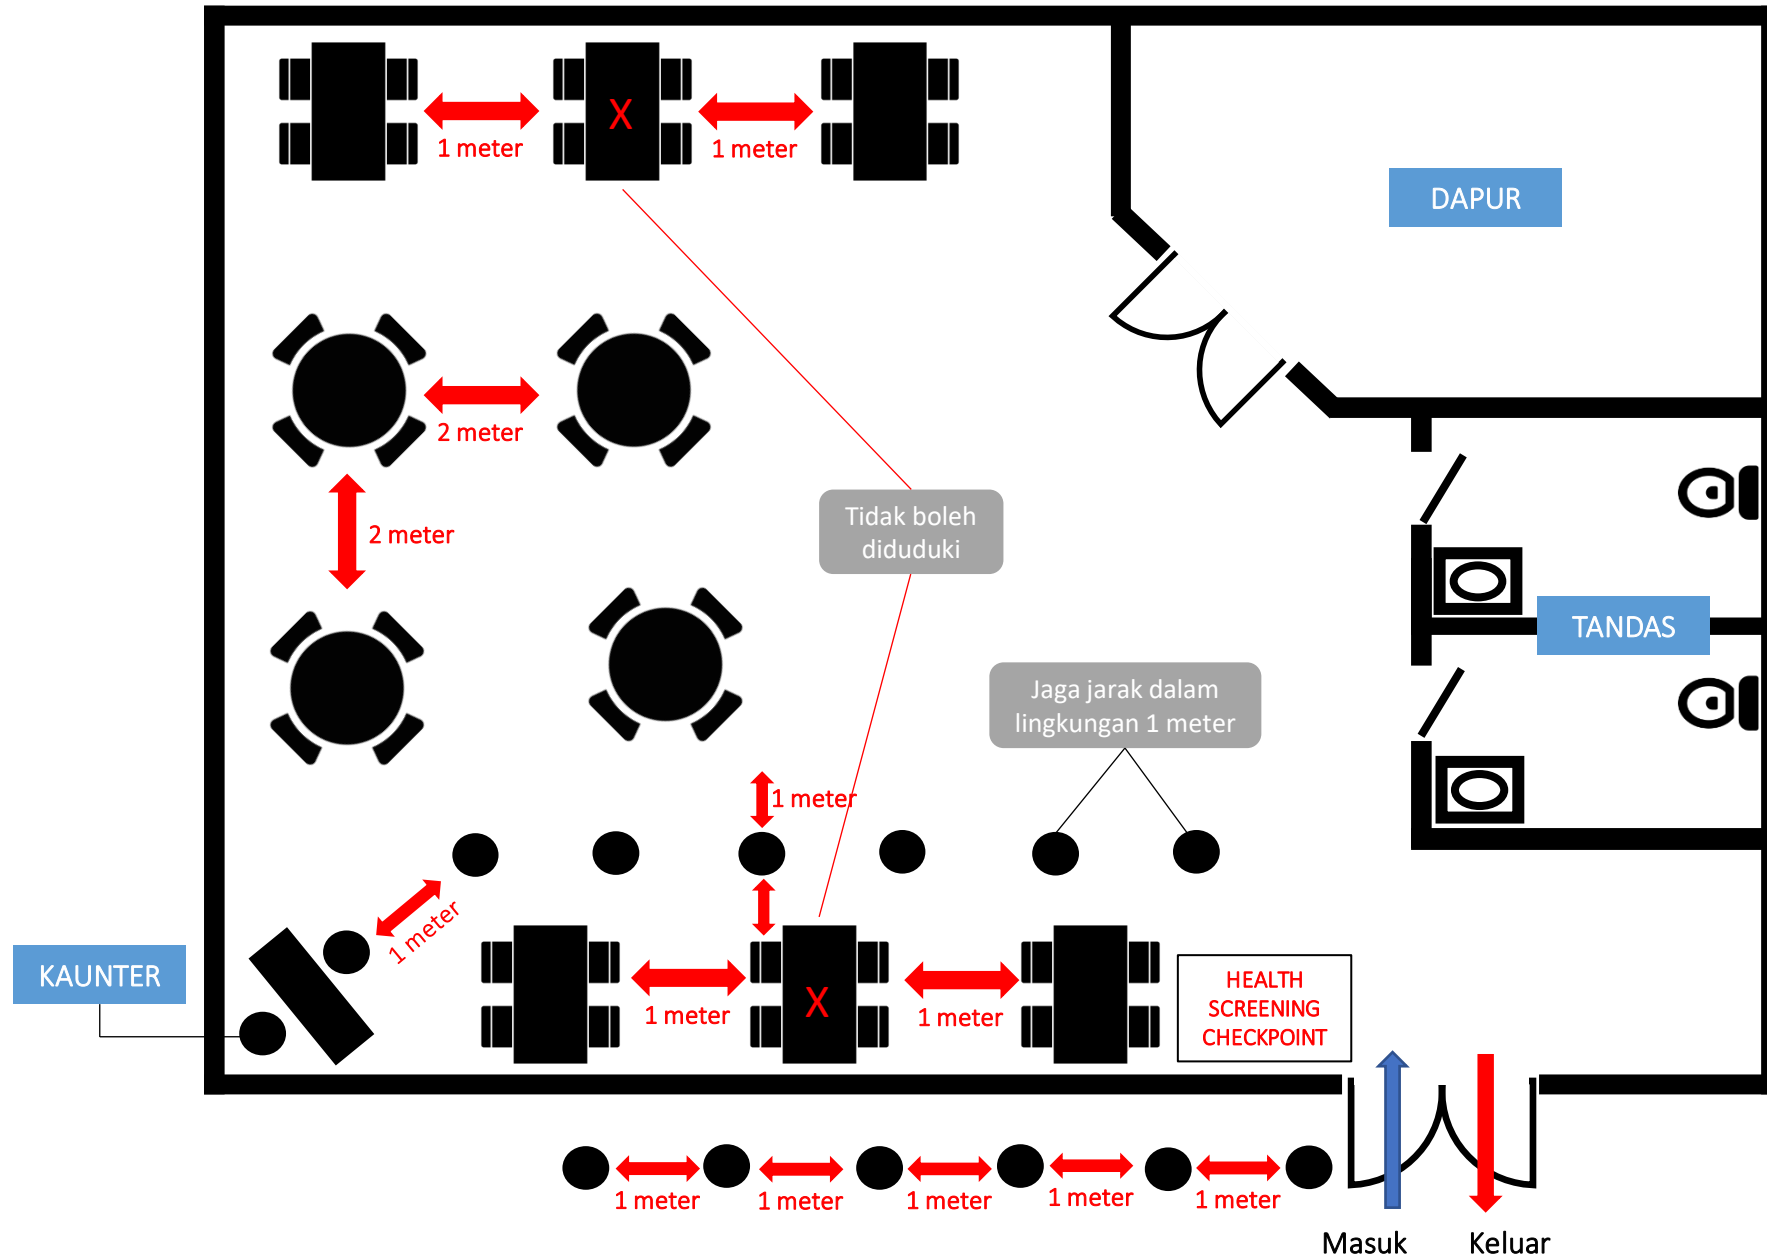 X
1 meter
1 meter
DAPUR
2 meter
2 meter
Tidak boleh
diduduki
TANDAS
Jaga jarak dalam
lingkungan 1 meter
1 meter
1 meter
KAUNTER
X
1 meter
1 meter
HEALTH
SCREENING
CHECKPOINT
1 meter
1 meter
1 meter
1 meter
1 meter
Masuk
Keluar